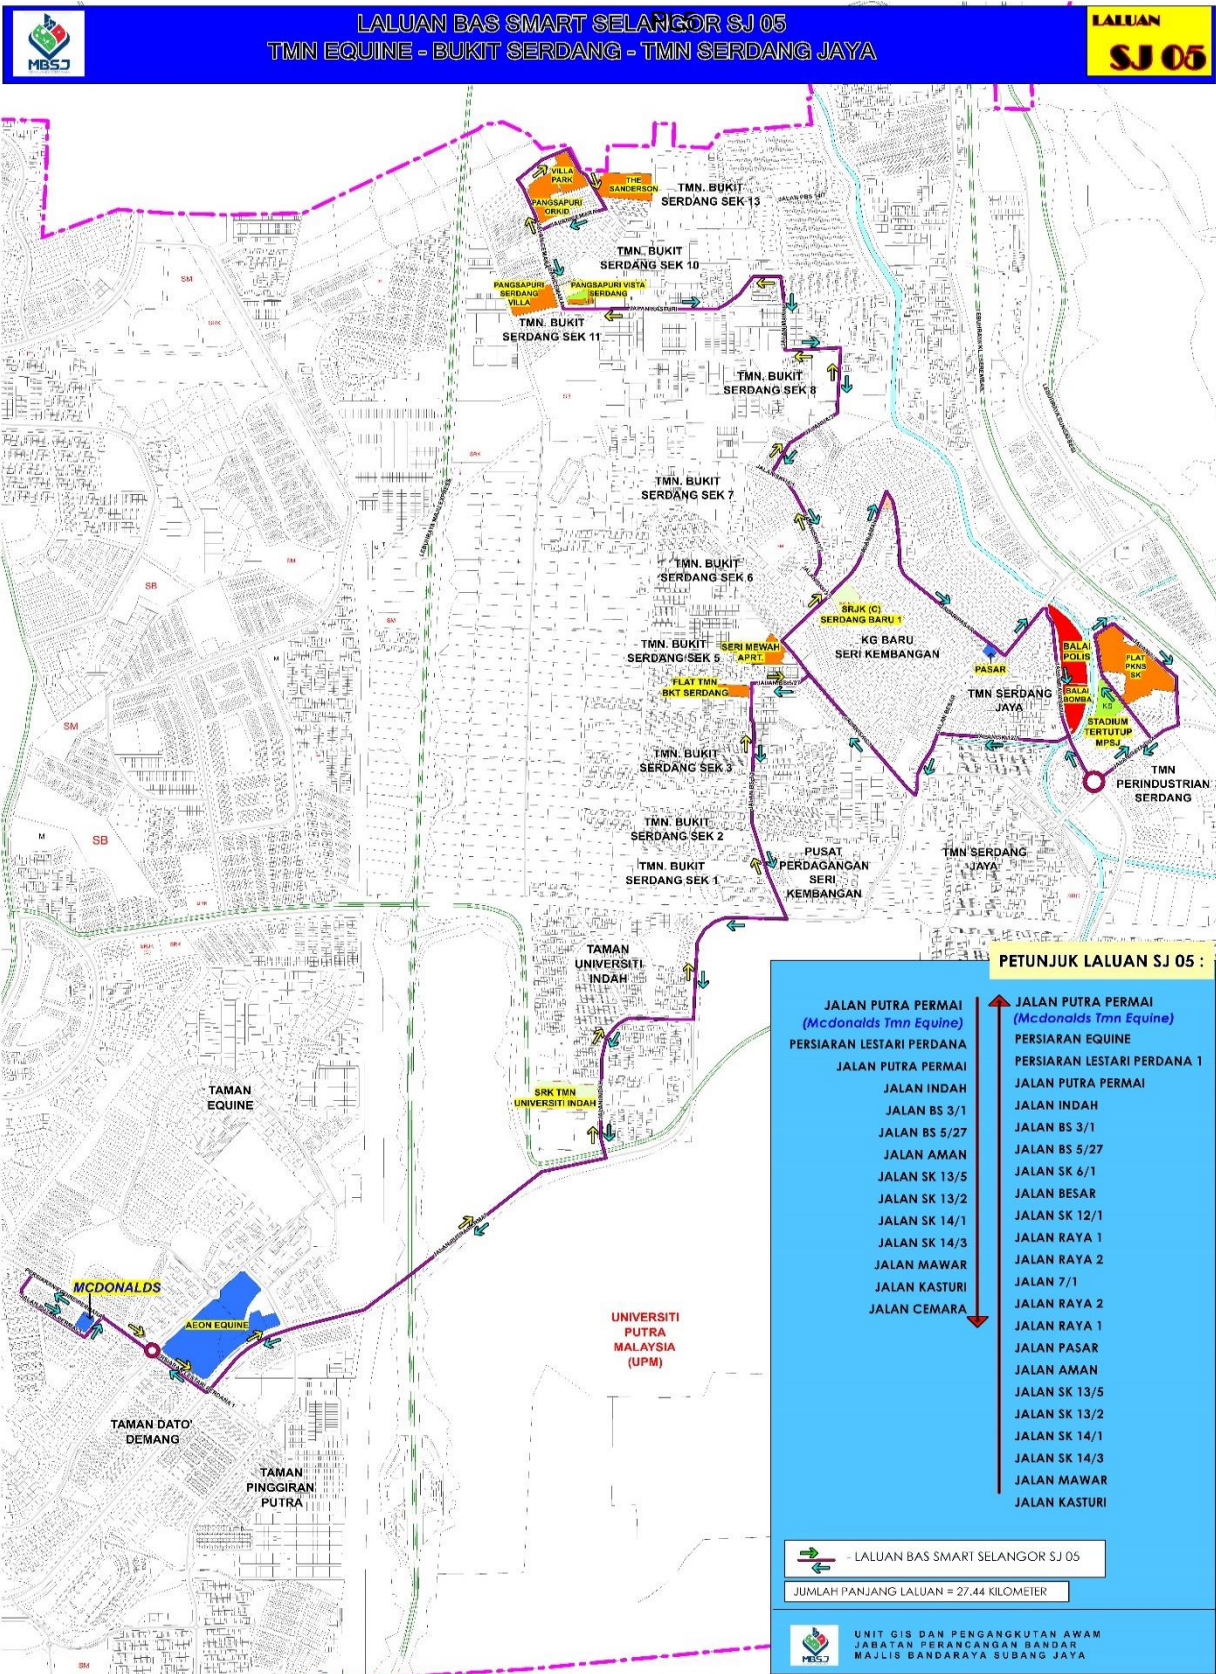 LALUAN BAS SMART SELANGOR SJ 05
TMN EQUINE - BUKIT SERDANG - TMN SERDANG JAYA
MBSJ
LALUAN
SJ 05
VILLA
PARK
THE
SANDERSON
PANGSAPURI
ORKID
TMN. BUKIT
SERDANG SEK 13
TMN. BUKIT
SERDANG SEK 10
PANGSAPURI
SERDANG
VILLA
PANGSAPURI VISTA
SERDANG
JALAN KASTURI
TMN. BUKIT
SERDANG SEK 11
TMN. BUKIT
SERDANG SEK 8
TMN. BUKIT
SERDANG SEK 7
TMN. BUKIT
SERDANG SEK 6
SRJK (C)
SERDANG BARU 1
KG BARU
SERI KEMBANGAN
TMN. BUKIT
SERDANG SEK 5
SERI MEWAH
APRT.
FLAT TMN
BKT SERDANG
PASAR
TMN SERDANG
JAYA
BALAI
POLIS
BALAI
BOMBA
FLAT
PKNS
SK
KS
STADIUM
TERTUTUP
MPSJ
TMN
PERINDUSTRIAN
SERDANG
TMN. BUKIT
SERDANG SEK 3
TMN. BUKIT
SERDANG SEK 2
TMN. BUKIT
SERDANG SEK 1
PUSAT
PERDAGANGAN
SERI
KEMBANGAN
TMN SERDANG
JAYA
SM
SB
SM
SB
TAMAN
UNIVERSITI
INDAH
SRK TMN
UNIVERSITI INDAH
TAMAN
EQUINE
MCDONALDS
AEON EQUINE
TAMAN DATO'
DEMANG
TAMAN
PINGGIRAN
PUTRA
UNIVERSITI
PUTRA
MALAYSIA
(UPM)
SM
PETUNJUK LALUAN SJ 05 :
JALAN PUTRA PERMAI
(Mcdonalds Tmn Equine)
PERSIARAN LESTARI PERDANA
JALAN PUTRA PERMAI
JALAN INDAH
JALAN BS 3/1
JALAN BS 5/27
JALAN AMAN
JALAN SK 13/5
JALAN SK 13/2
JALAN SK 14/1
JALAN SK 14/3
JALAN MAWAR
JALAN KASTURI
JALAN CEMARA
JALAN PUTRA PERMAI
(Mcdonalds Tmn Equine)
PERSIARAN EQUINE
PERSIARAN LESTARI PERDANA 1
JALAN PUTRA PERMAI
JALAN INDAH
JALAN BS 3/1
JALAN BS 5/27
JALAN SK 6/1
JALAN BESAR
JALAN SK 12/1
JALAN RAYA 1
JALAN RAYA 2
JALAN 7/1
JALAN RAYA 2
JALAN RAYA 1
JALAN PASAR
JALAN AMAN
JALAN SK 13/5
JALAN SK 13/2
JALAN SK 14/1
JALAN SK 14/3
JALAN MAWAR
JALAN KASTURI
- LALUAN BAS SMART SELANGOR SJ 05
JUMLAH PANJANG LALUAN = 27.44 KILOMETER
MBSJ
UNIT GIS DAN PENGANGKUTAN AWAM
JABATAN PERANCANGAN BANDAR
MAJLIS BANDARAYA SUBANG JAYA